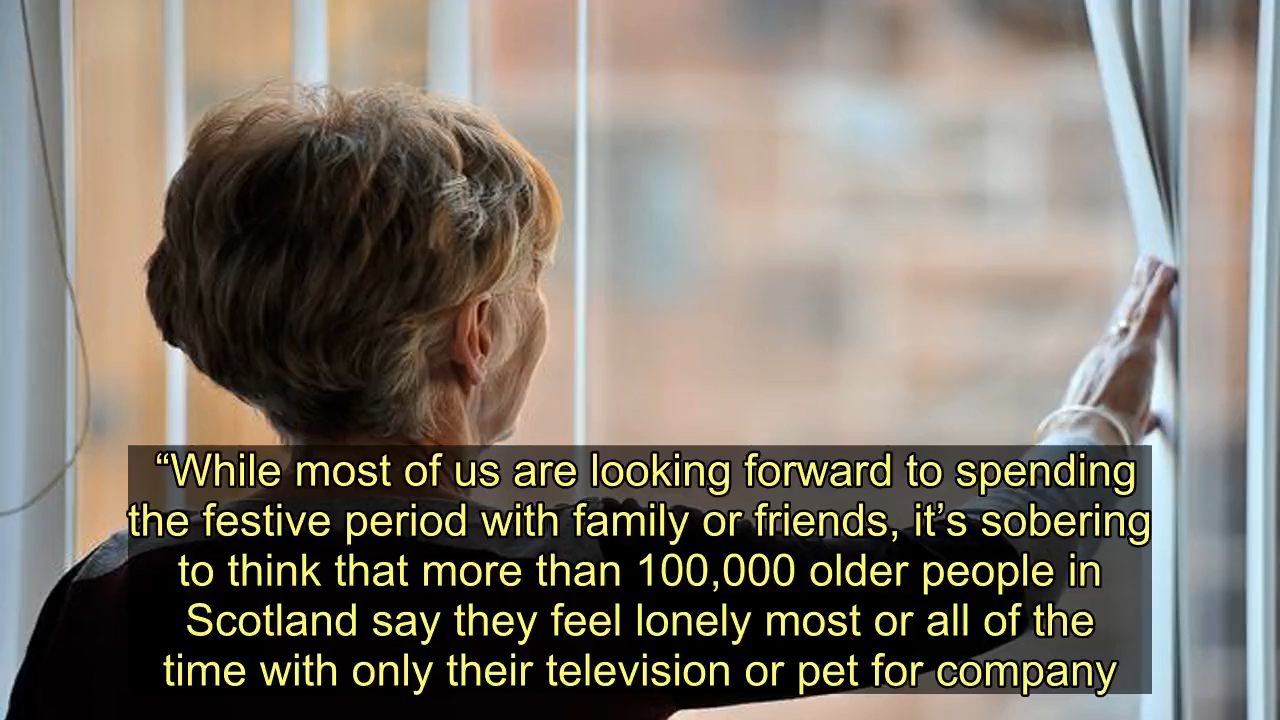 “While most of us are looking forward to spending
the festive period with family or friends, it’s sobering
to think that more than 100,000 older people in
Scotland say they feel lonely most or all of the
time with only their television or pet for company